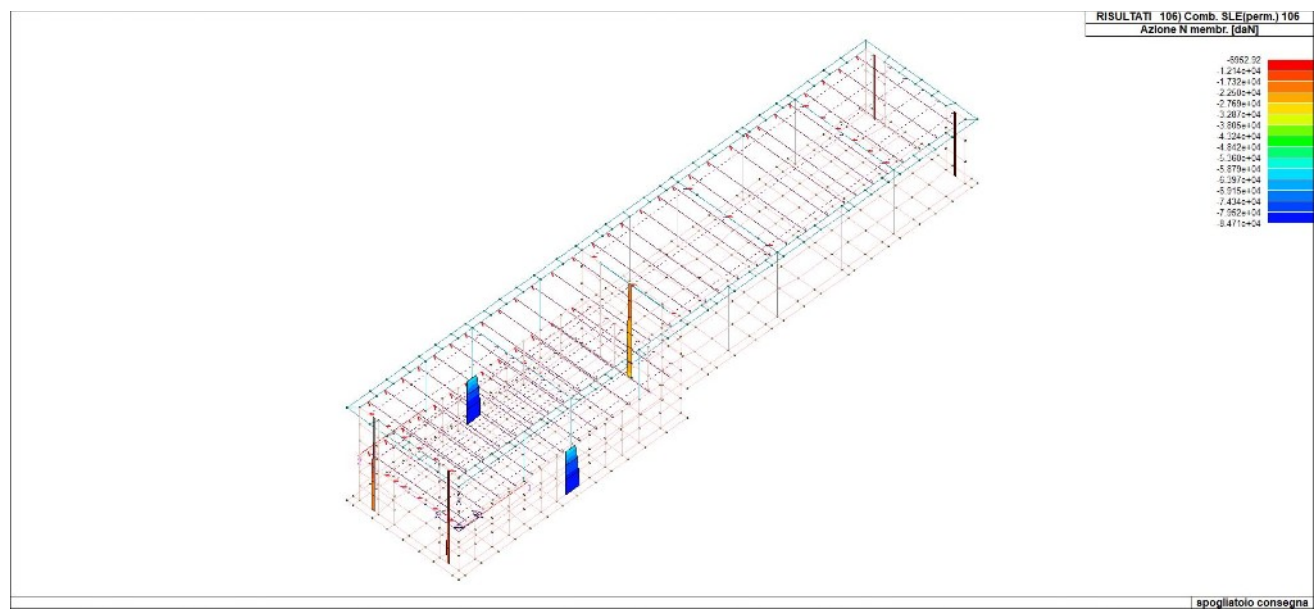 RISULTATI 106) Comb. SLE(perm.) 106
Azione N membr. [daN]
-6952.92
-1.214e+04
-1.732e+04
-2.250e+04
-2.769e+04
-3.287e+04
-3.805e+04
-4.324e+04
-4.842e+04
-5.360e+04
-5.879e+04
-6.397e+04
-6.915e+04
-7.434e+04
-7.952e+04
-8.471e+04
spogliatoio consegna